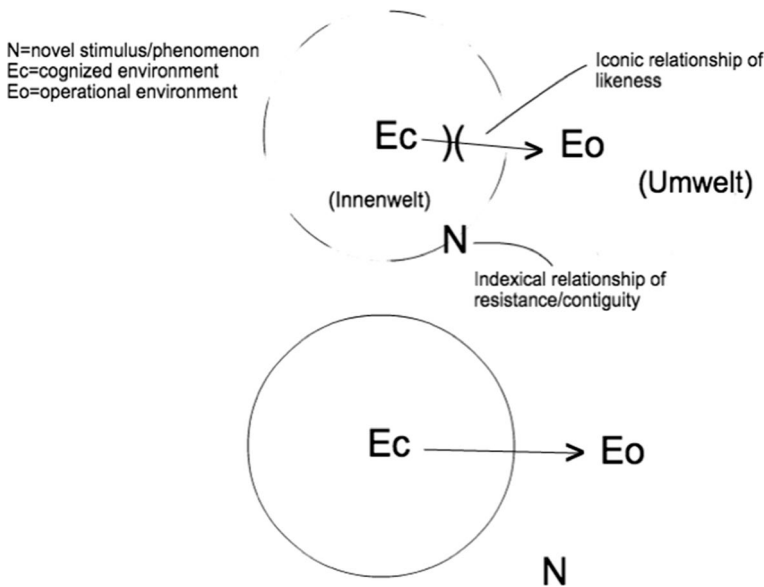 N=novel stimulus/phenomenon
Ec=cognized environment
Eo=operational environment
Iconic relationship of
likeness
Ec
)(
Eo
(Umwelt)
(Innenwelt)
N
Indexical relationship of
resistance/contiguity
Ec
Eo
N